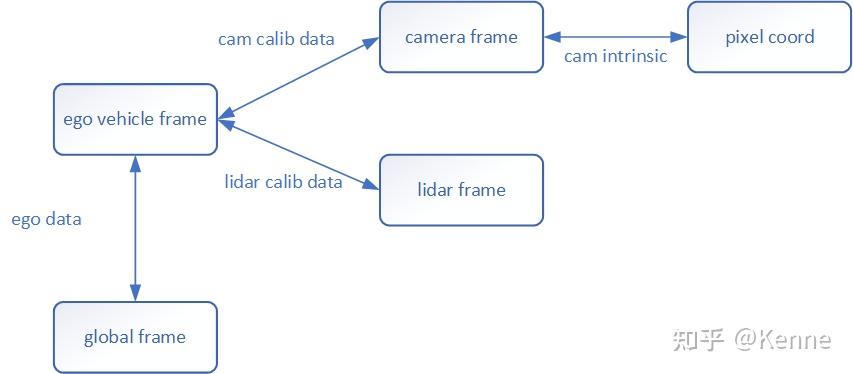 cam calib data
camera frame
cam intrinsic
pixel coord
ego vehicle frame
lidar calib data
lidar frame
ego data
global frame
知乎 @Kenne